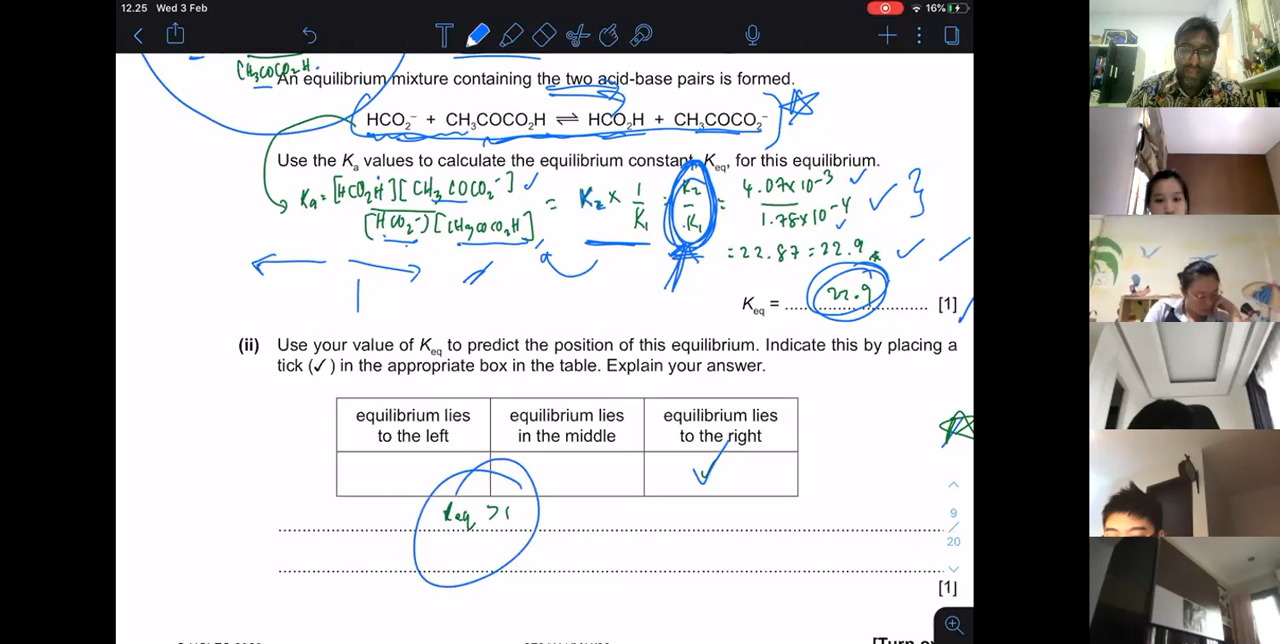 12.25 Wed 3 Feb
16%
CH₃COCO₂H
An equilibrium mixture containing the two acid-base pairs is formed.
HCO₂⁻ + CH₃COCO₂H ⇌ HCO₂H + CH₃COCO₂⁻
Use the Kₐ values to calculate the equilibrium constant, Keq, for this equilibrium.
Kₐ = [HCO₂H][CH₃COCO₂⁻] / [HCO₂⁻][CH₃COCO₂H] = K₂ × 1/K₁ = K₂/K₁ = 4.07×10⁻³ / 1.78×10⁻⁴
= 22.87 = 22.9
Keq = .......... 22.9 .......... [1]
(ii) Use your value of Keq to predict the position of this equilibrium. Indicate this by placing a
tick (✓) in the appropriate box in the table. Explain your answer.
equilibrium lies to the left
equilibrium lies in the middle
equilibrium lies to the right
✓
Keq >1
9
/
20
[1]